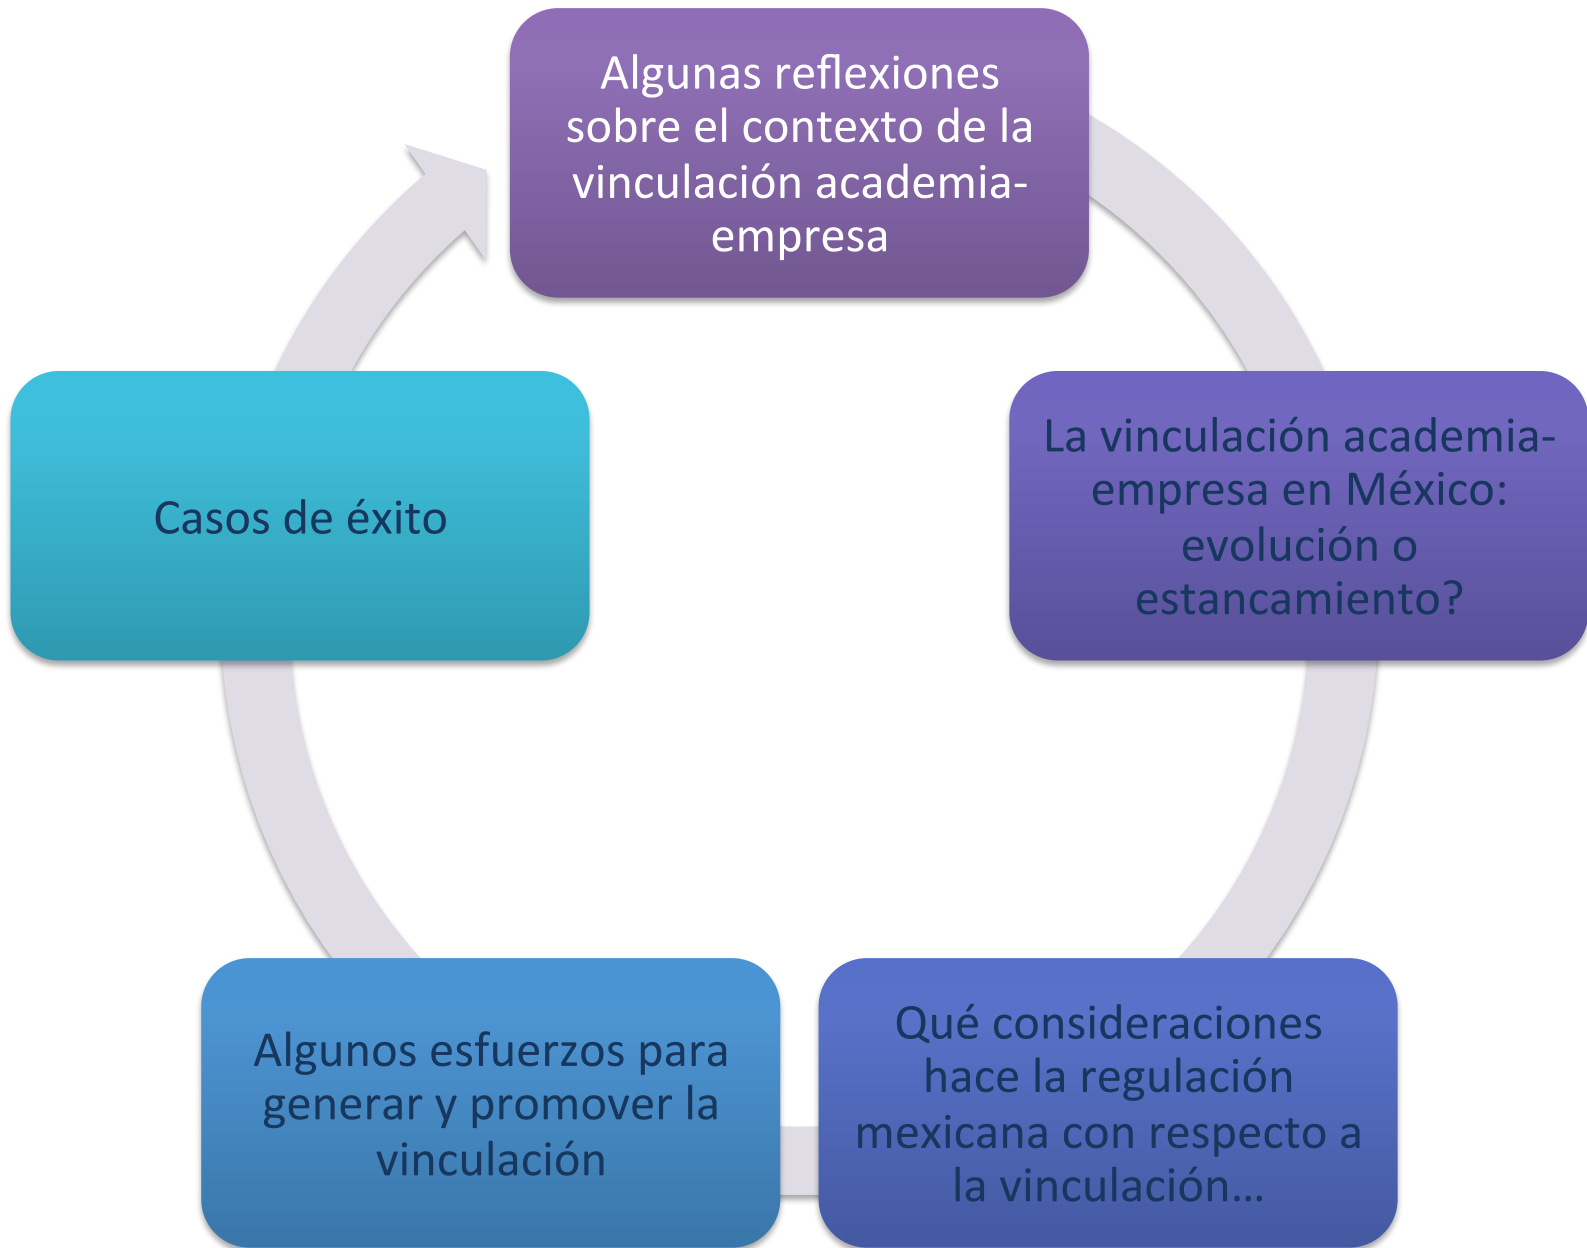 Algunas reflexiones
sobre el contexto de la
vinculación academia-
empresa
La vinculación academia-
empresa en México:
evolución o
estancamiento?
Qué consideraciones
hace la regulación
mexicana con respecto a
la vinculación…
Algunos esfuerzos para
generar y promover la
vinculación
Casos de éxito